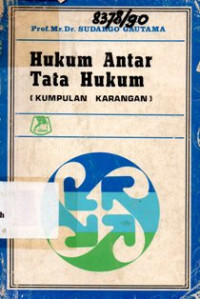 8378/90
Prof.Mr.Dr. SUDARGO GAUTAMA
Hukum Antar
Tata Hukum
(KUMPULAN KARANGAN)